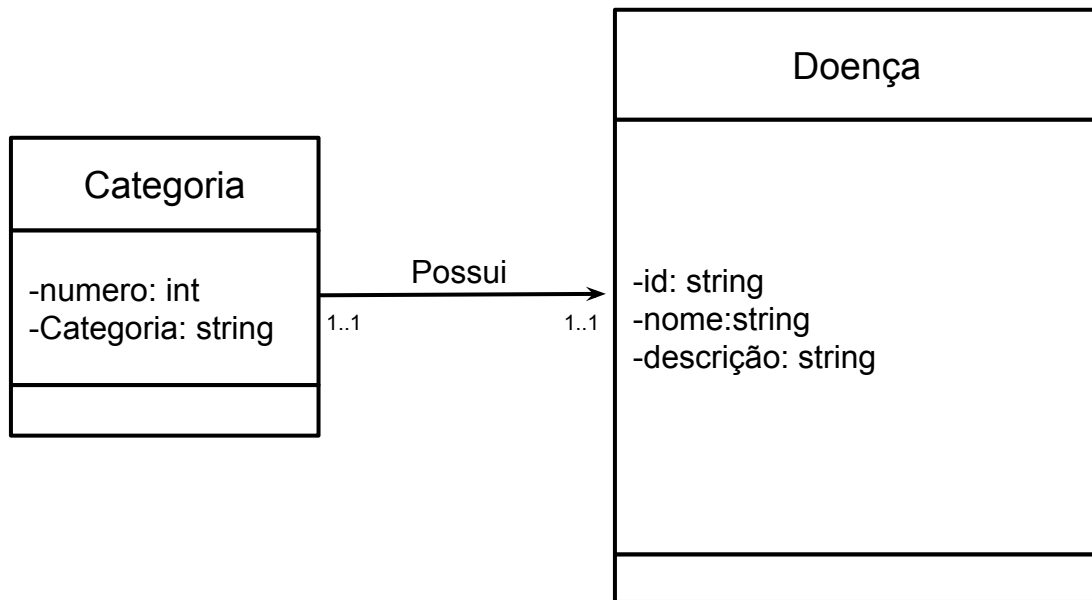 Categoria
-numero: int
-Categoria: string
Possui
1..1
1..1
Doença
-id: string
-nome:string
-descrição: string